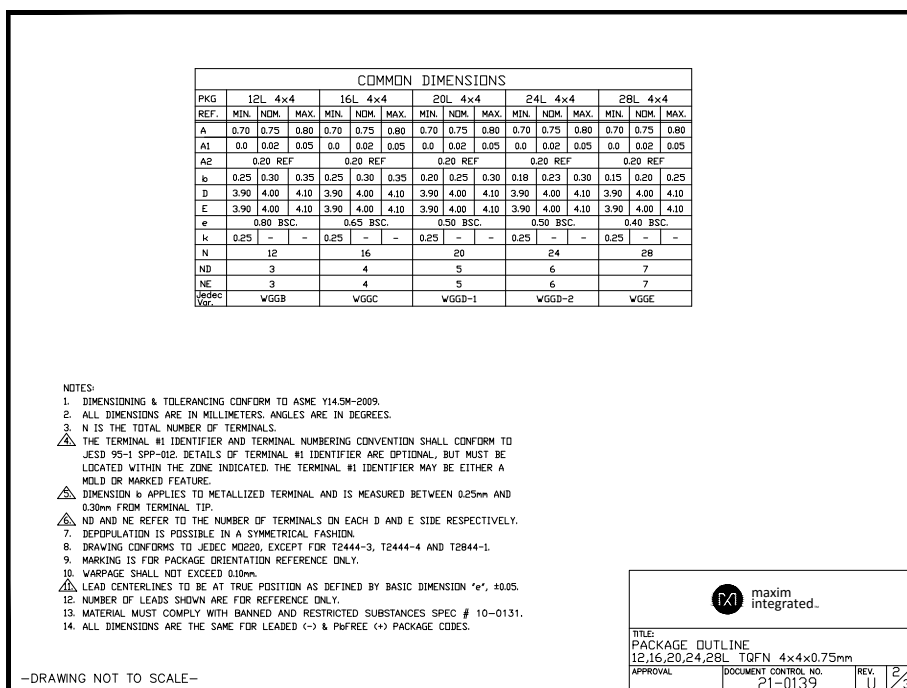 COMMON DIMENSIONS
PKG 12L 4x4 16L 4x4 20L 4x4 24L 4x4 28L 4x4
REF. MIN. NOM. MAX. MIN. NOM. MAX. MIN. NOM. MAX. MIN. NOM. MAX. MIN. NOM. MAX.
A 0.70 0.75 0.80 0.70 0.75 0.80 0.70 0.75 0.80 0.70 0.75 0.80 0.70 0.75 0.80
A1 0.0 0.02 0.05 0.0 0.02 0.05 0.0 0.02 0.05 0.0 0.02 0.05 0.0 0.02 0.05
A2 0.20 REF 0.20 REF 0.20 REF 0.20 REF 0.20 REF
b 0.25 0.30 0.35 0.25 0.30 0.35 0.20 0.25 0.30 0.18 0.23 0.30 0.15 0.20 0.25
D 3.90 4.00 4.10 3.90 4.00 4.10 3.90 4.00 4.10 3.90 4.00 4.10 3.90 4.00 4.10
E 3.90 4.00 4.10 3.90 4.00 4.10 3.90 4.00 4.10 3.90 4.00 4.10 3.90 4.00 4.10
e 0.80 BSC. 0.65 BSC. 0.50 BSC. 0.50 BSC. 0.40 BSC.
k 0.25 - - 0.25 - - 0.25 - - 0.25 - - 0.25 - -
N 12 16 20 24 28
ND 3 4 5 6 7
NE 3 4 5 6 7
Jedec Var. WGGB WGGC WGGD-1 WGGD-2 WGGE
NOTES:
1. DIMENSIONING & TOLERANCING CONFORM TO ASME Y14.5M-2009.
2. ALL DIMENSIONS ARE IN MILLIMETERS. ANGLES ARE IN DEGREES.
3. N IS THE TOTAL NUMBER OF TERMINALS.
4. THE TERMINAL #1 IDENTIFIER AND TERMINAL NUMBERING CONVENTION SHALL CONFORM TO
JESD 95-1 SPP-012. DETAILS OF TERMINAL #1 IDENTIFIER ARE OPTIONAL, BUT MUST BE
LOCATED WITHIN THE ZONE INDICATED. THE TERMINAL #1 IDENTIFIER MAY BE EITHER A
MOLD OR MARKED FEATURE.
5. DIMENSION b APPLIES TO METALLIZED TERMINAL AND IS MEASURED BETWEEN 0.25mm AND
0.30mm FROM TERMINAL TIP.
6. ND AND NE REFER TO THE NUMBER OF TERMINALS ON EACH D AND E SIDE RESPECTIVELY.
7. DEPOPULATION IS POSSIBLE IN A SYMMETRICAL FASHION.
8. DRAWING CONFORMS TO JEDEC MO220, EXCEPT FOR T2444-3, T2444-4 AND T2844-1.
9. MARKING IS FOR PACKAGE ORIENTATION REFERENCE ONLY.
10. WARPAGE SHALL NOT EXCEED 0.10mm.
11. LEAD CENTERLINES TO BE AT TRUE POSITION AS DEFINED BY BASIC DIMENSION "e", ±0.05.
12. NUMBER OF LEADS SHOWN ARE FOR REFERENCE ONLY.
13. MATERIAL MUST COMPLY WITH BANNED AND RESTRICTED SUBSTANCES SPEC # 10-0131.
14. ALL DIMENSIONS ARE THE SAME FOR LEADED (-) & PbFREE (+) PACKAGE CODES.
maxim
integrated™
TITLE:
PACKAGE OUTLINE
12,16,20,24,28L TQFN 4x4x0.75mm
APPROVAL DOCUMENT CONTROL NO. REV.
21-0139 U 2/3
-DRAWING NOT TO SCALE-